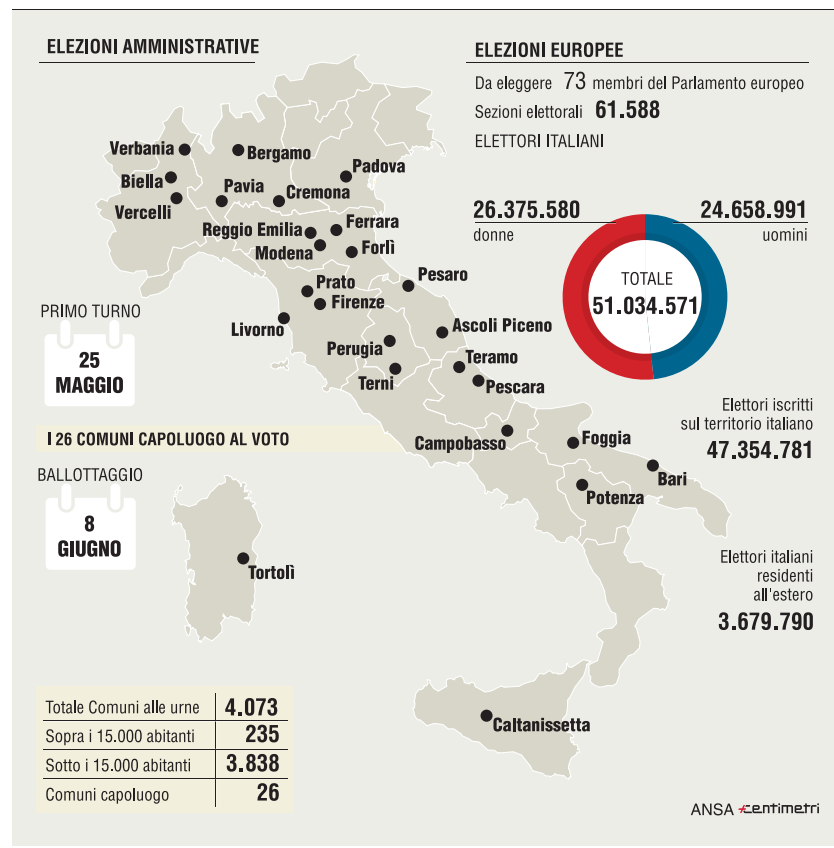 ELEZIONI AMMINISTRATIVE
ELEZIONI EUROPEE
Da eleggere 73 membri del Parlamento europeo
Sezioni elettorali 61.588
ELETTORI ITALIANI
26.375.580
donne
24.658.991
uomini
TOTALE
51.034.571
Verbania
Bergamo
Padova
Biella
Pavia
Cremona
Vercelli
Reggio Emilia
Ferrara
Modena
Forlì
Pesaro
Prato
Firenze
Livorno
Ascoli Piceno
Perugia
Teramo
Terni
Pescara
Campobasso
Foggia
Bari
Potenza
Tortolì
Caltanissetta
PRIMO TURNO
25
MAGGIO
I 26 COMUNI CAPOLUOGO AL VOTO
BALLOTTAGGIO
8
GIUGNO
Elettori iscritti
sul territorio italiano
47.354.781
Elettori italiani
residenti
all'estero
3.679.790
Totale Comuni alle urne 4.073
Sopra i 15.000 abitanti 235
Sotto i 15.000 abitanti 3.838
Comuni capoluogo 26
ANSA centimetri